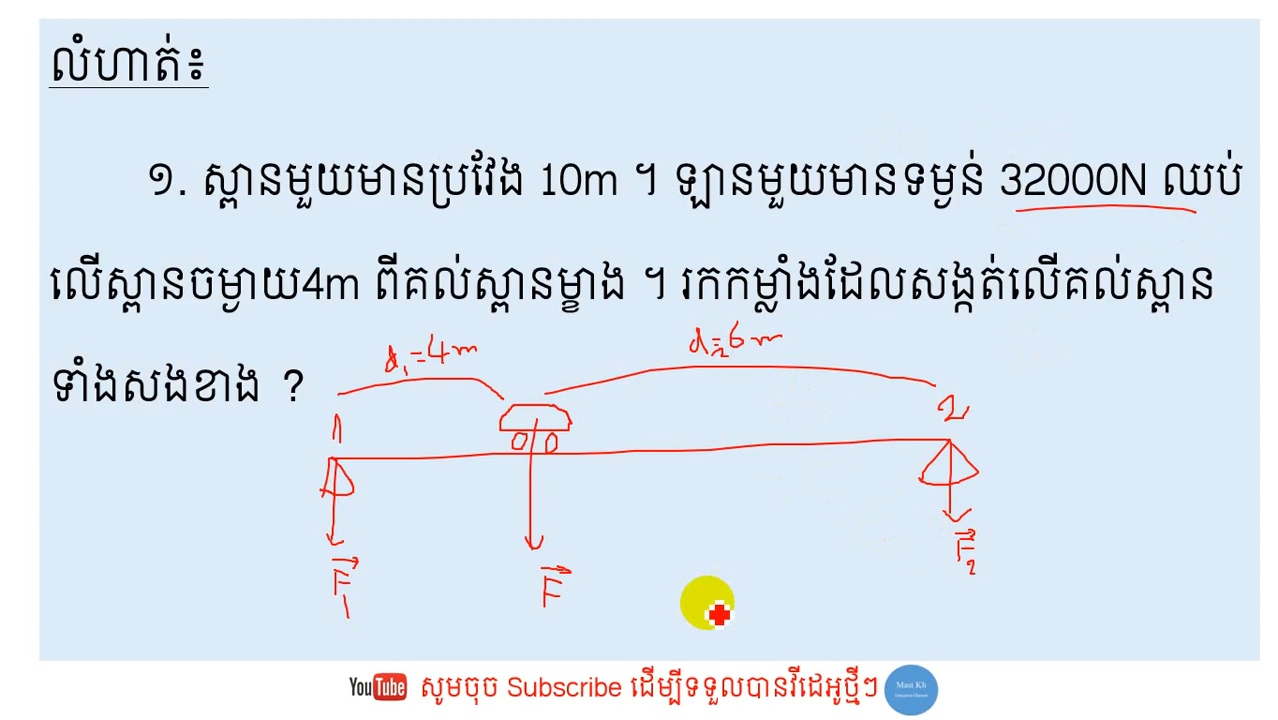 លំហាត់៖
១. ស្ពានមួយមានប្រវែង 10m ។ ឡានមួយមានទម្ងន់ 32000N ឈប់
លើស្ពានចម្ងាយ4m ពីគល់ស្ពានម្ខាង ។ រកកម្លាំងដែលសង្កត់លើគល់ស្ពាន
ទាំងសងខាង ?
d₁=4m
d₂=6m
1
2
F⃗₁
F⃗
F⃗₂
YouTube សូមចុច Subscribe ដើម្បីទទួលបានវីដេអូថ្មីៗ
Mast Kh